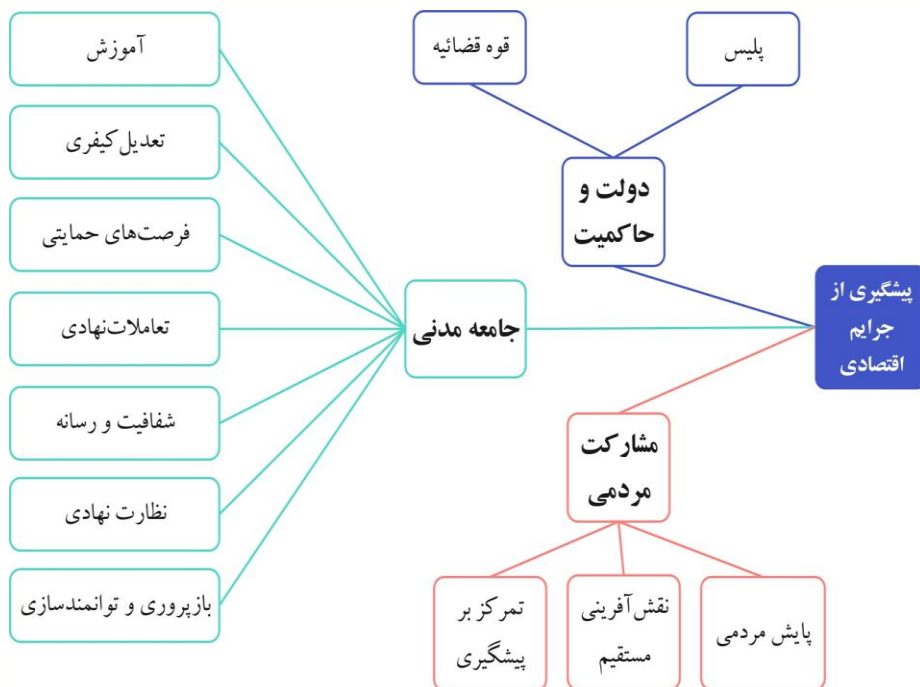 پیشگیری از
جرایم
اقتصادی
دولت و
حاکمیت
پلیس
قوه قضائیه
جامعه مدنی
آموزش
تعدیل کیفری
فرصت‌های حمایتی
تعاملات‌نهادی
شفافیت و رسانه
نظارت نهادی
بازپروری و توانمندسازی
مشارکت
مردمی
پایش مردمی
نقش‌آفرینی
مستقیم
تمرکز بر
پیشگیری